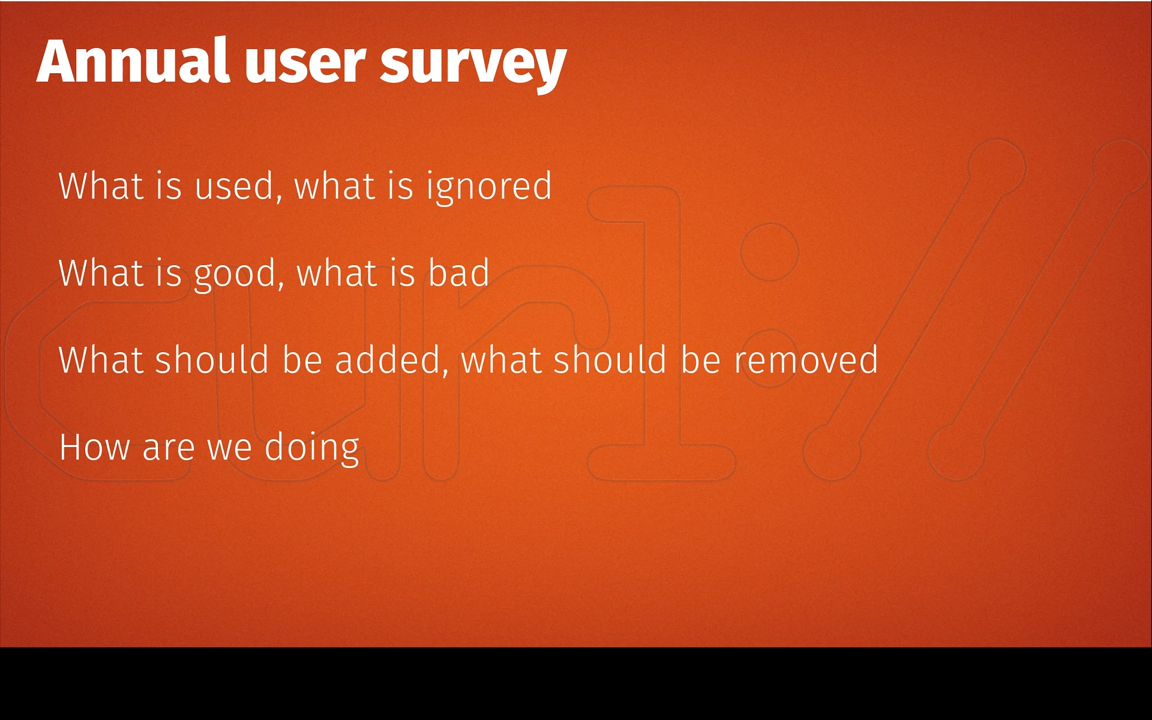 Annual user survey
What is used, what is ignored
What is good, what is bad
What should be added, what should be removed
How are we doing
curl://